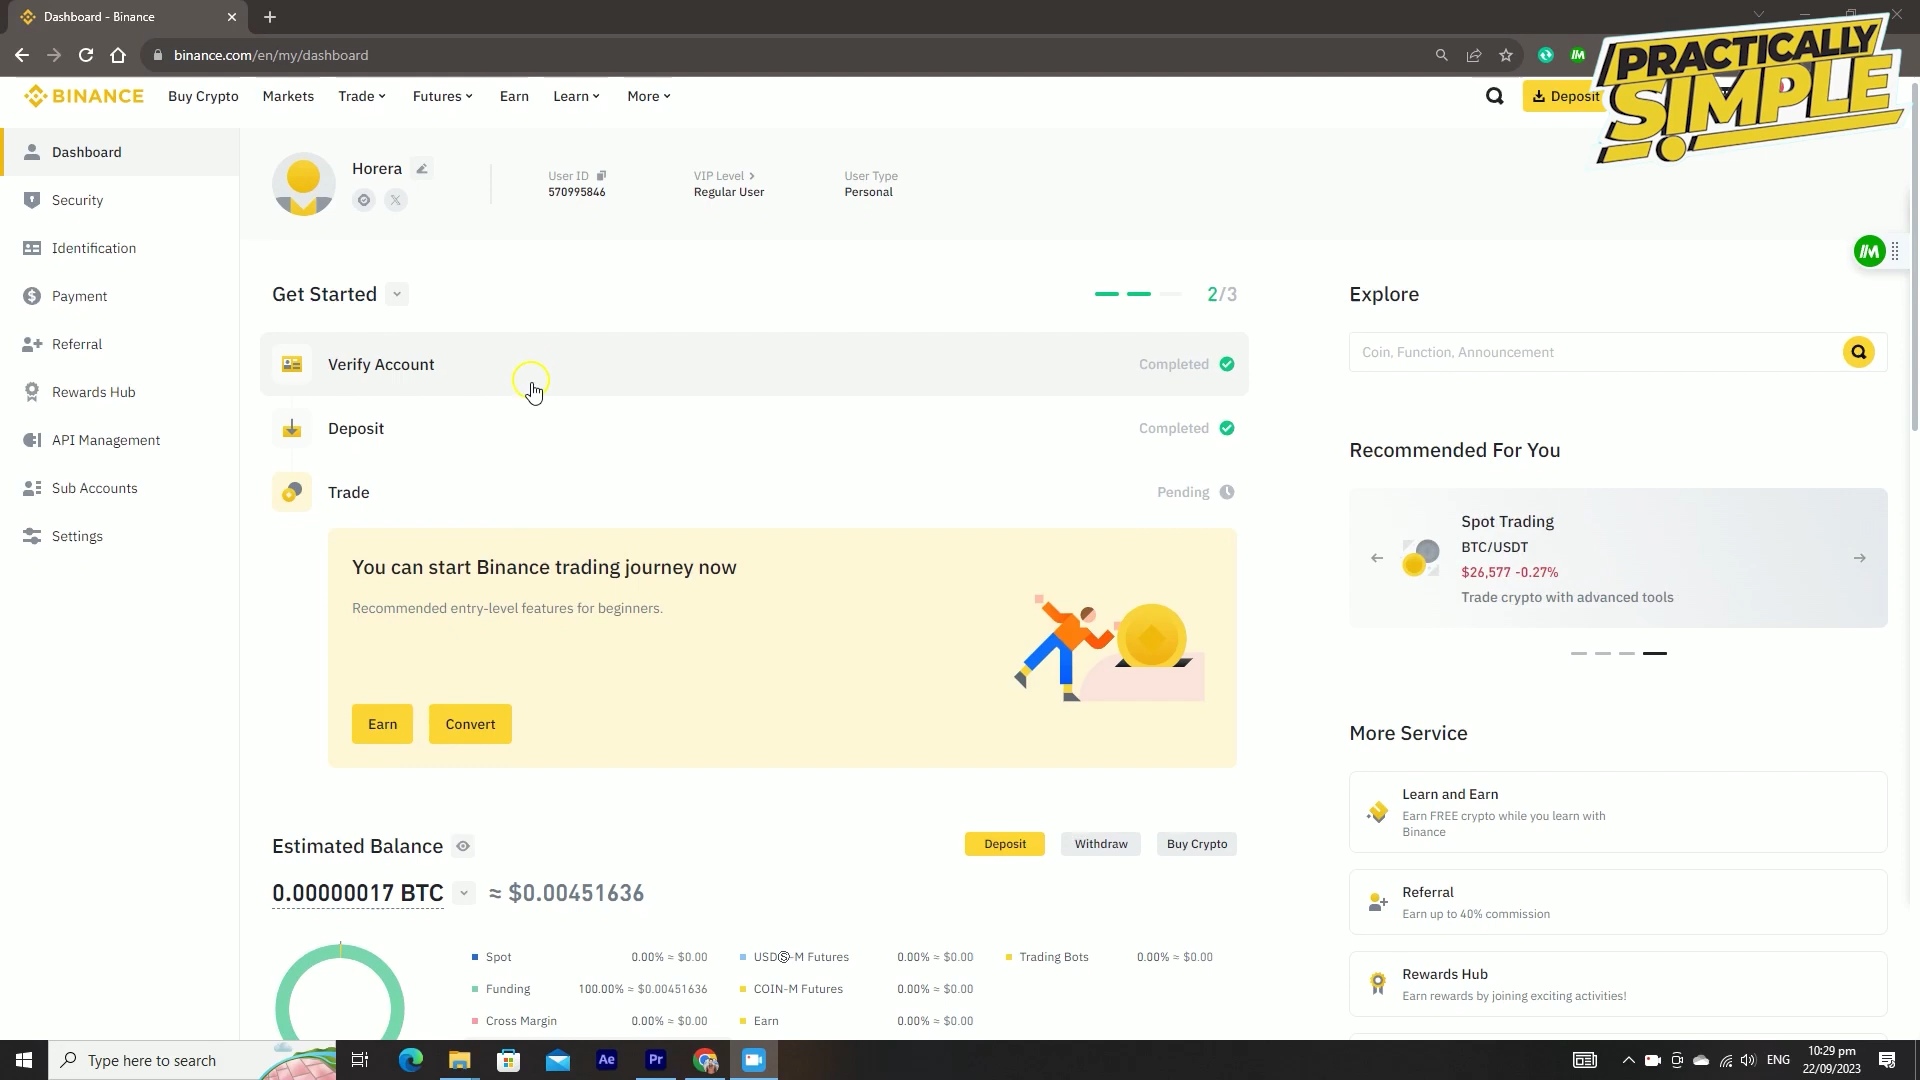 Dashboard - Binance
binance.com/en/my/dashboard
PRACTICALLY
SIMPLE
BINANCE
Buy Crypto
Markets
Trade
Futures
Earn
Learn
More
Deposit
Dashboard
Security
Identification
Payment
Referral
Rewards Hub
API Management
Sub Accounts
Settings
Horera
User ID
570995846
VIP Level
Regular User
User Type
Personal
Get Started
2/3
Verify Account
Completed
Deposit
Completed
Trade
Pending
You can start Binance trading journey now
Recommended entry-level features for beginners.
Earn
Convert
Estimated Balance
Deposit
Withdraw
Buy Crypto
0.00000017 BTC
≈ $0.00451636
Spot 0.00% ≈ $0.00
USDⓈ-M Futures 0.00% ≈ $0.00
Trading Bots 0.00% ≈ $0.00
Funding 100.00% ≈ $0.00451636
COIN-M Futures 0.00% ≈ $0.00
Cross Margin 0.00% ≈ $0.00
Earn 0.00% ≈ $0.00
Explore
Coin, Function, Announcement
Recommended For You
Spot Trading
BTC/USDT
$26,577 -0.27%
Trade crypto with advanced tools
More Service
Learn and Earn
Earn FREE crypto while you learn with
Binance
Referral
Earn up to 40% commission
Rewards Hub
Earn rewards by joining exciting activities!
Type here to search
Ae
Pr
ENG
10:29 pm
22/09/2023